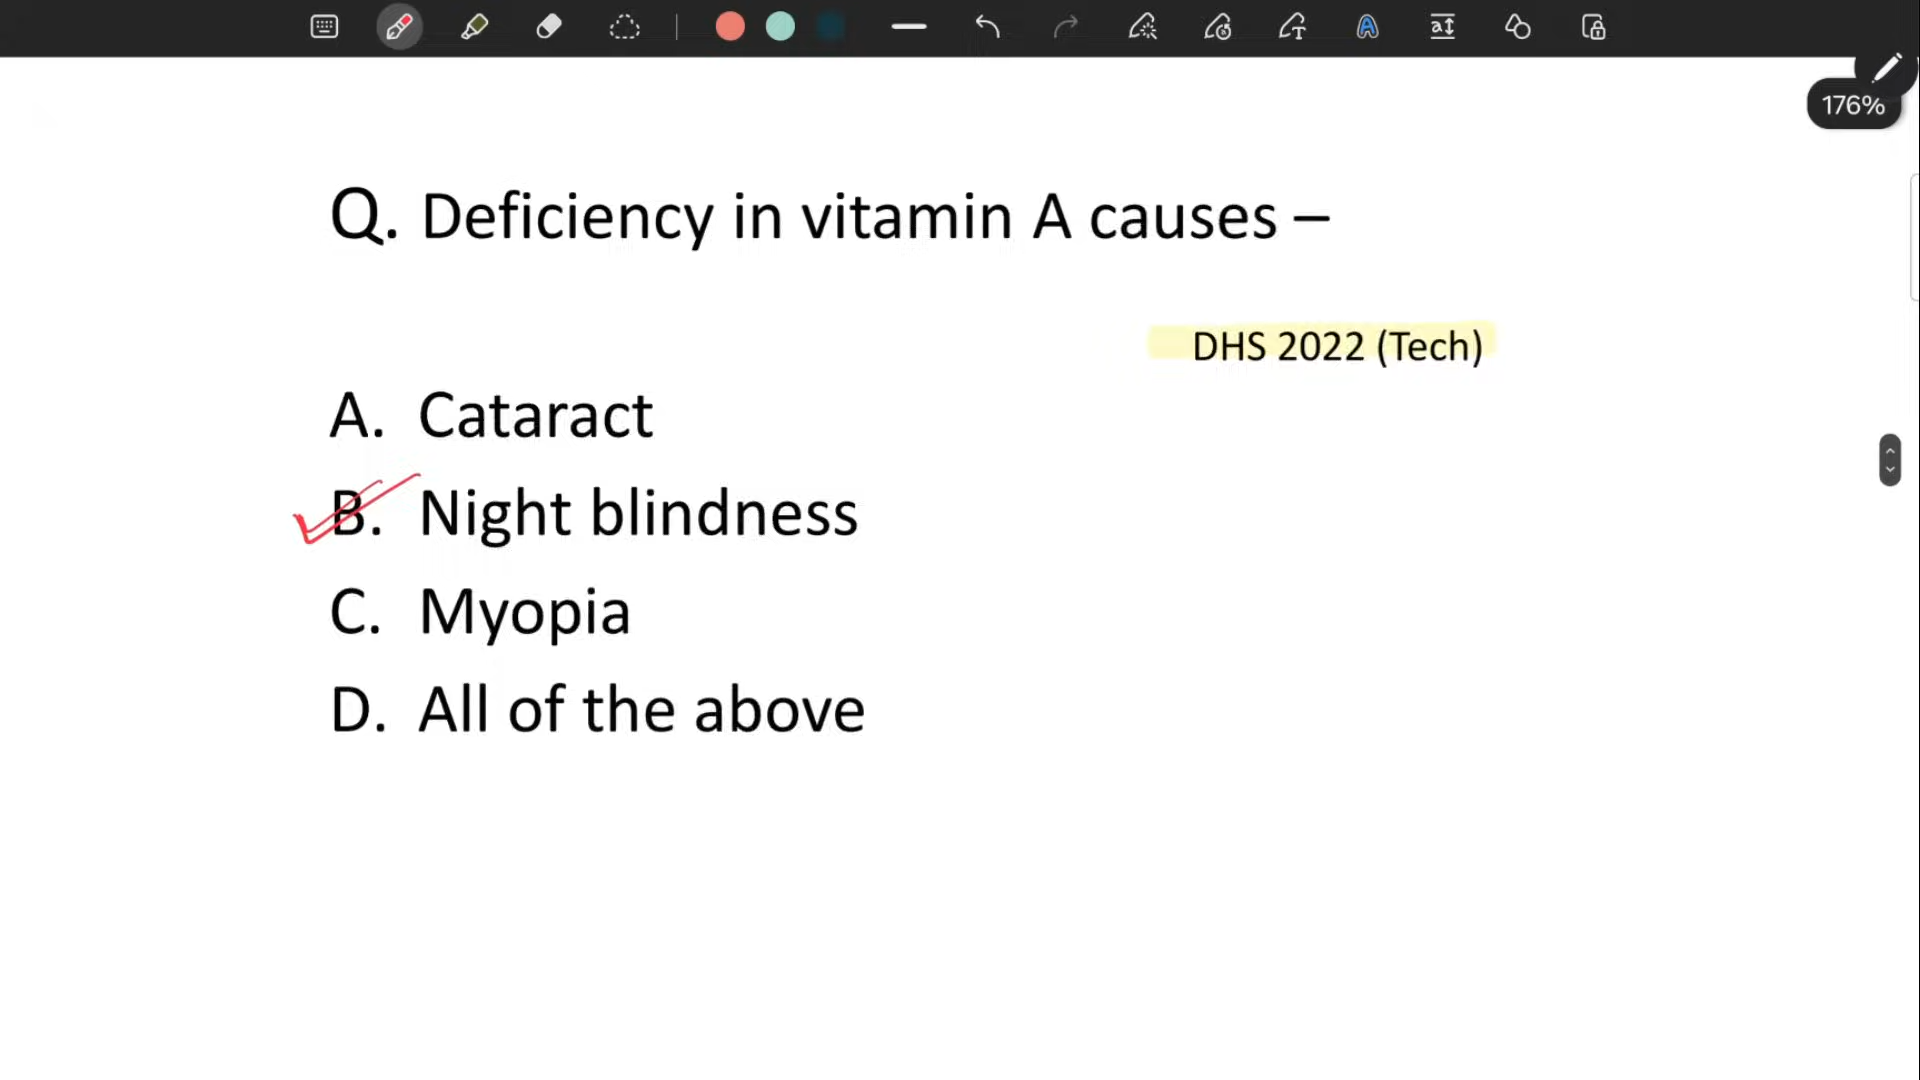 176%
Q. Deficiency in vitamin A causes –
DHS 2022 (Tech)
A. Cataract
B. Night blindness
C. Myopia
D. All of the above